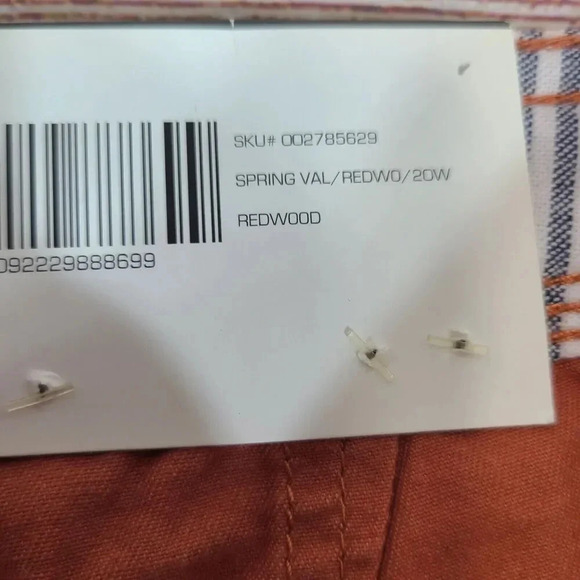 SKU# 002785629
SPRING VAL/REDWO/20W
REDWOOD
092229888699